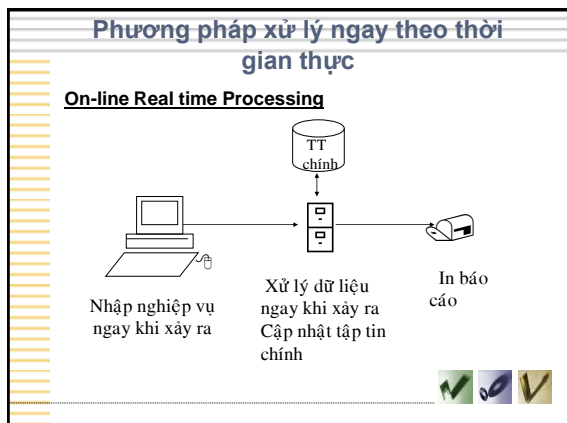 Phương pháp xử lý ngay theo thời
gian thực
On-line Real time Processing
TT
chính
Nhập nghiệp vụ
ngay khi xảy ra
Xử lý dữ liệu
ngay khi xảy ra
Cập nhật tập tin
chính
In báo
cáo